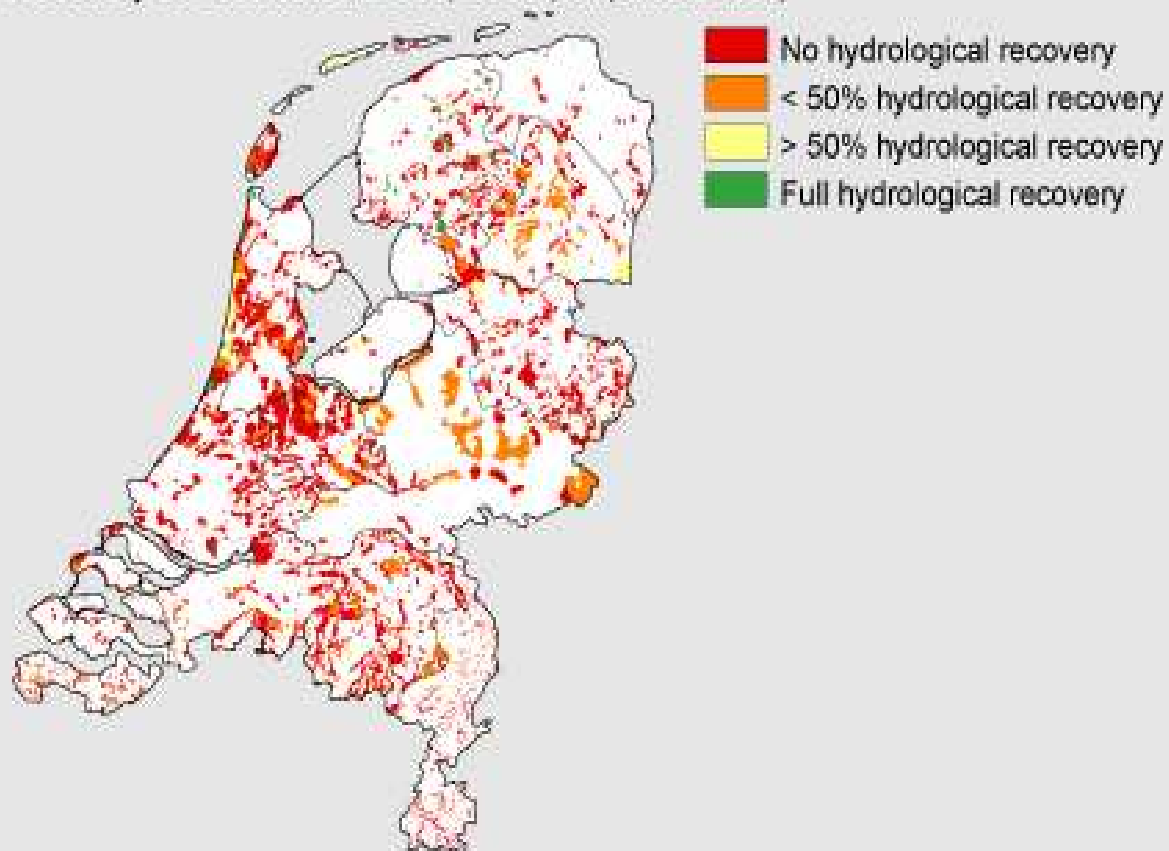 No hydrological recovery
< 50% hydrological recovery
> 50% hydrological recovery
Full hydrological recovery